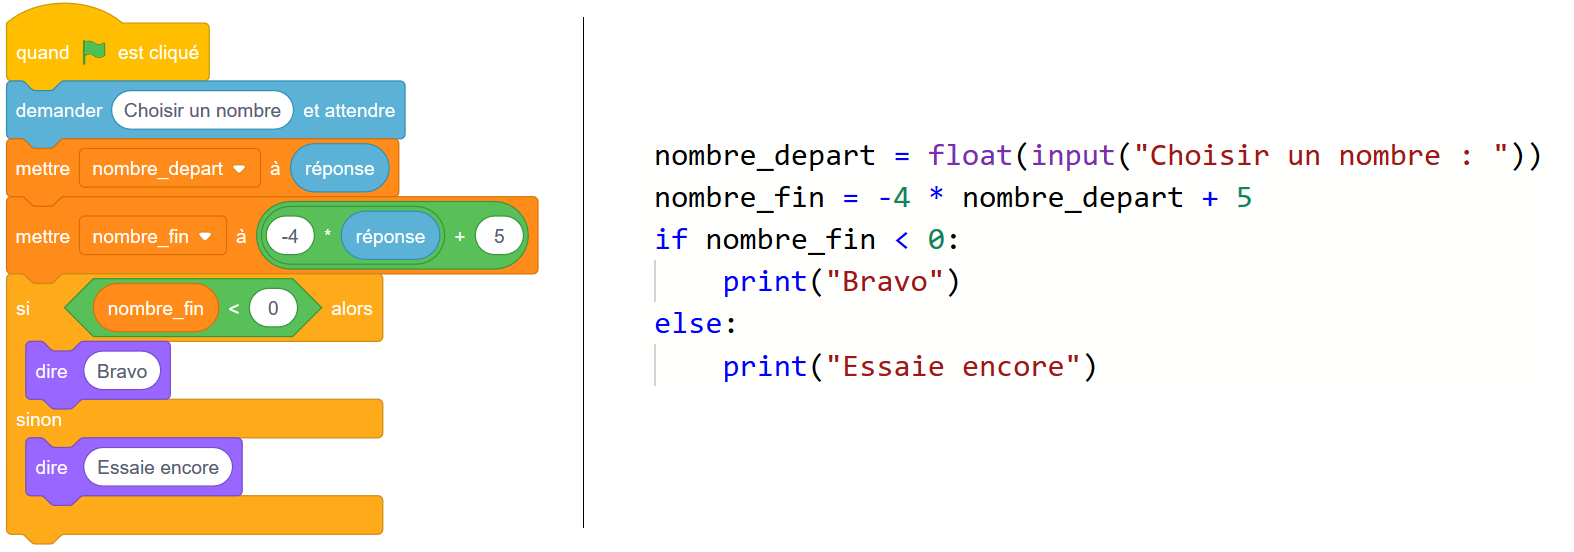 quand est cliqué
demander Choisir un nombre et attendre
mettre nombre_depart à réponse
mettre nombre_fin à -4 * réponse + 5
si nombre_fin < 0 alors
dire Bravo
sinon
dire Essaie encore
nombre_depart = float(input("Choisir un nombre : "))
nombre_fin = -4 * nombre_depart + 5
if nombre_fin < 0:
    print("Bravo")
else:
    print("Essaie encore")